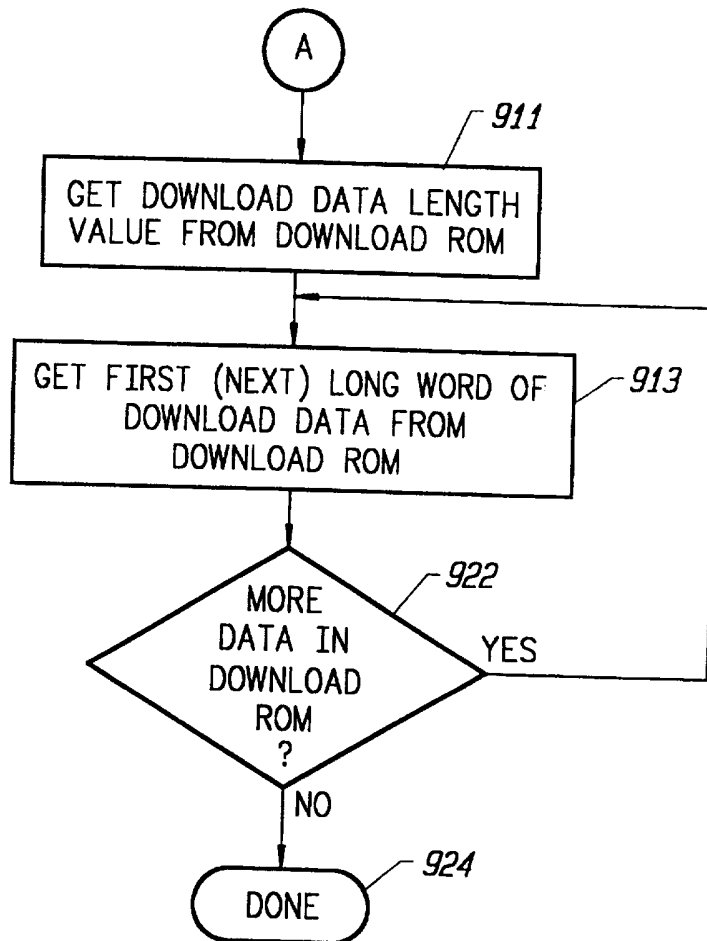 A
911
GET DOWNLOAD DATA LENGTH
VALUE FROM DOWNLOAD ROM
GET FIRST (NEXT) LONG WORD OF
DOWNLOAD DATA FROM
DOWNLOAD ROM
913
922
MORE
DATA IN
DOWNLOAD
ROM
?
YES
NO
DONE
924